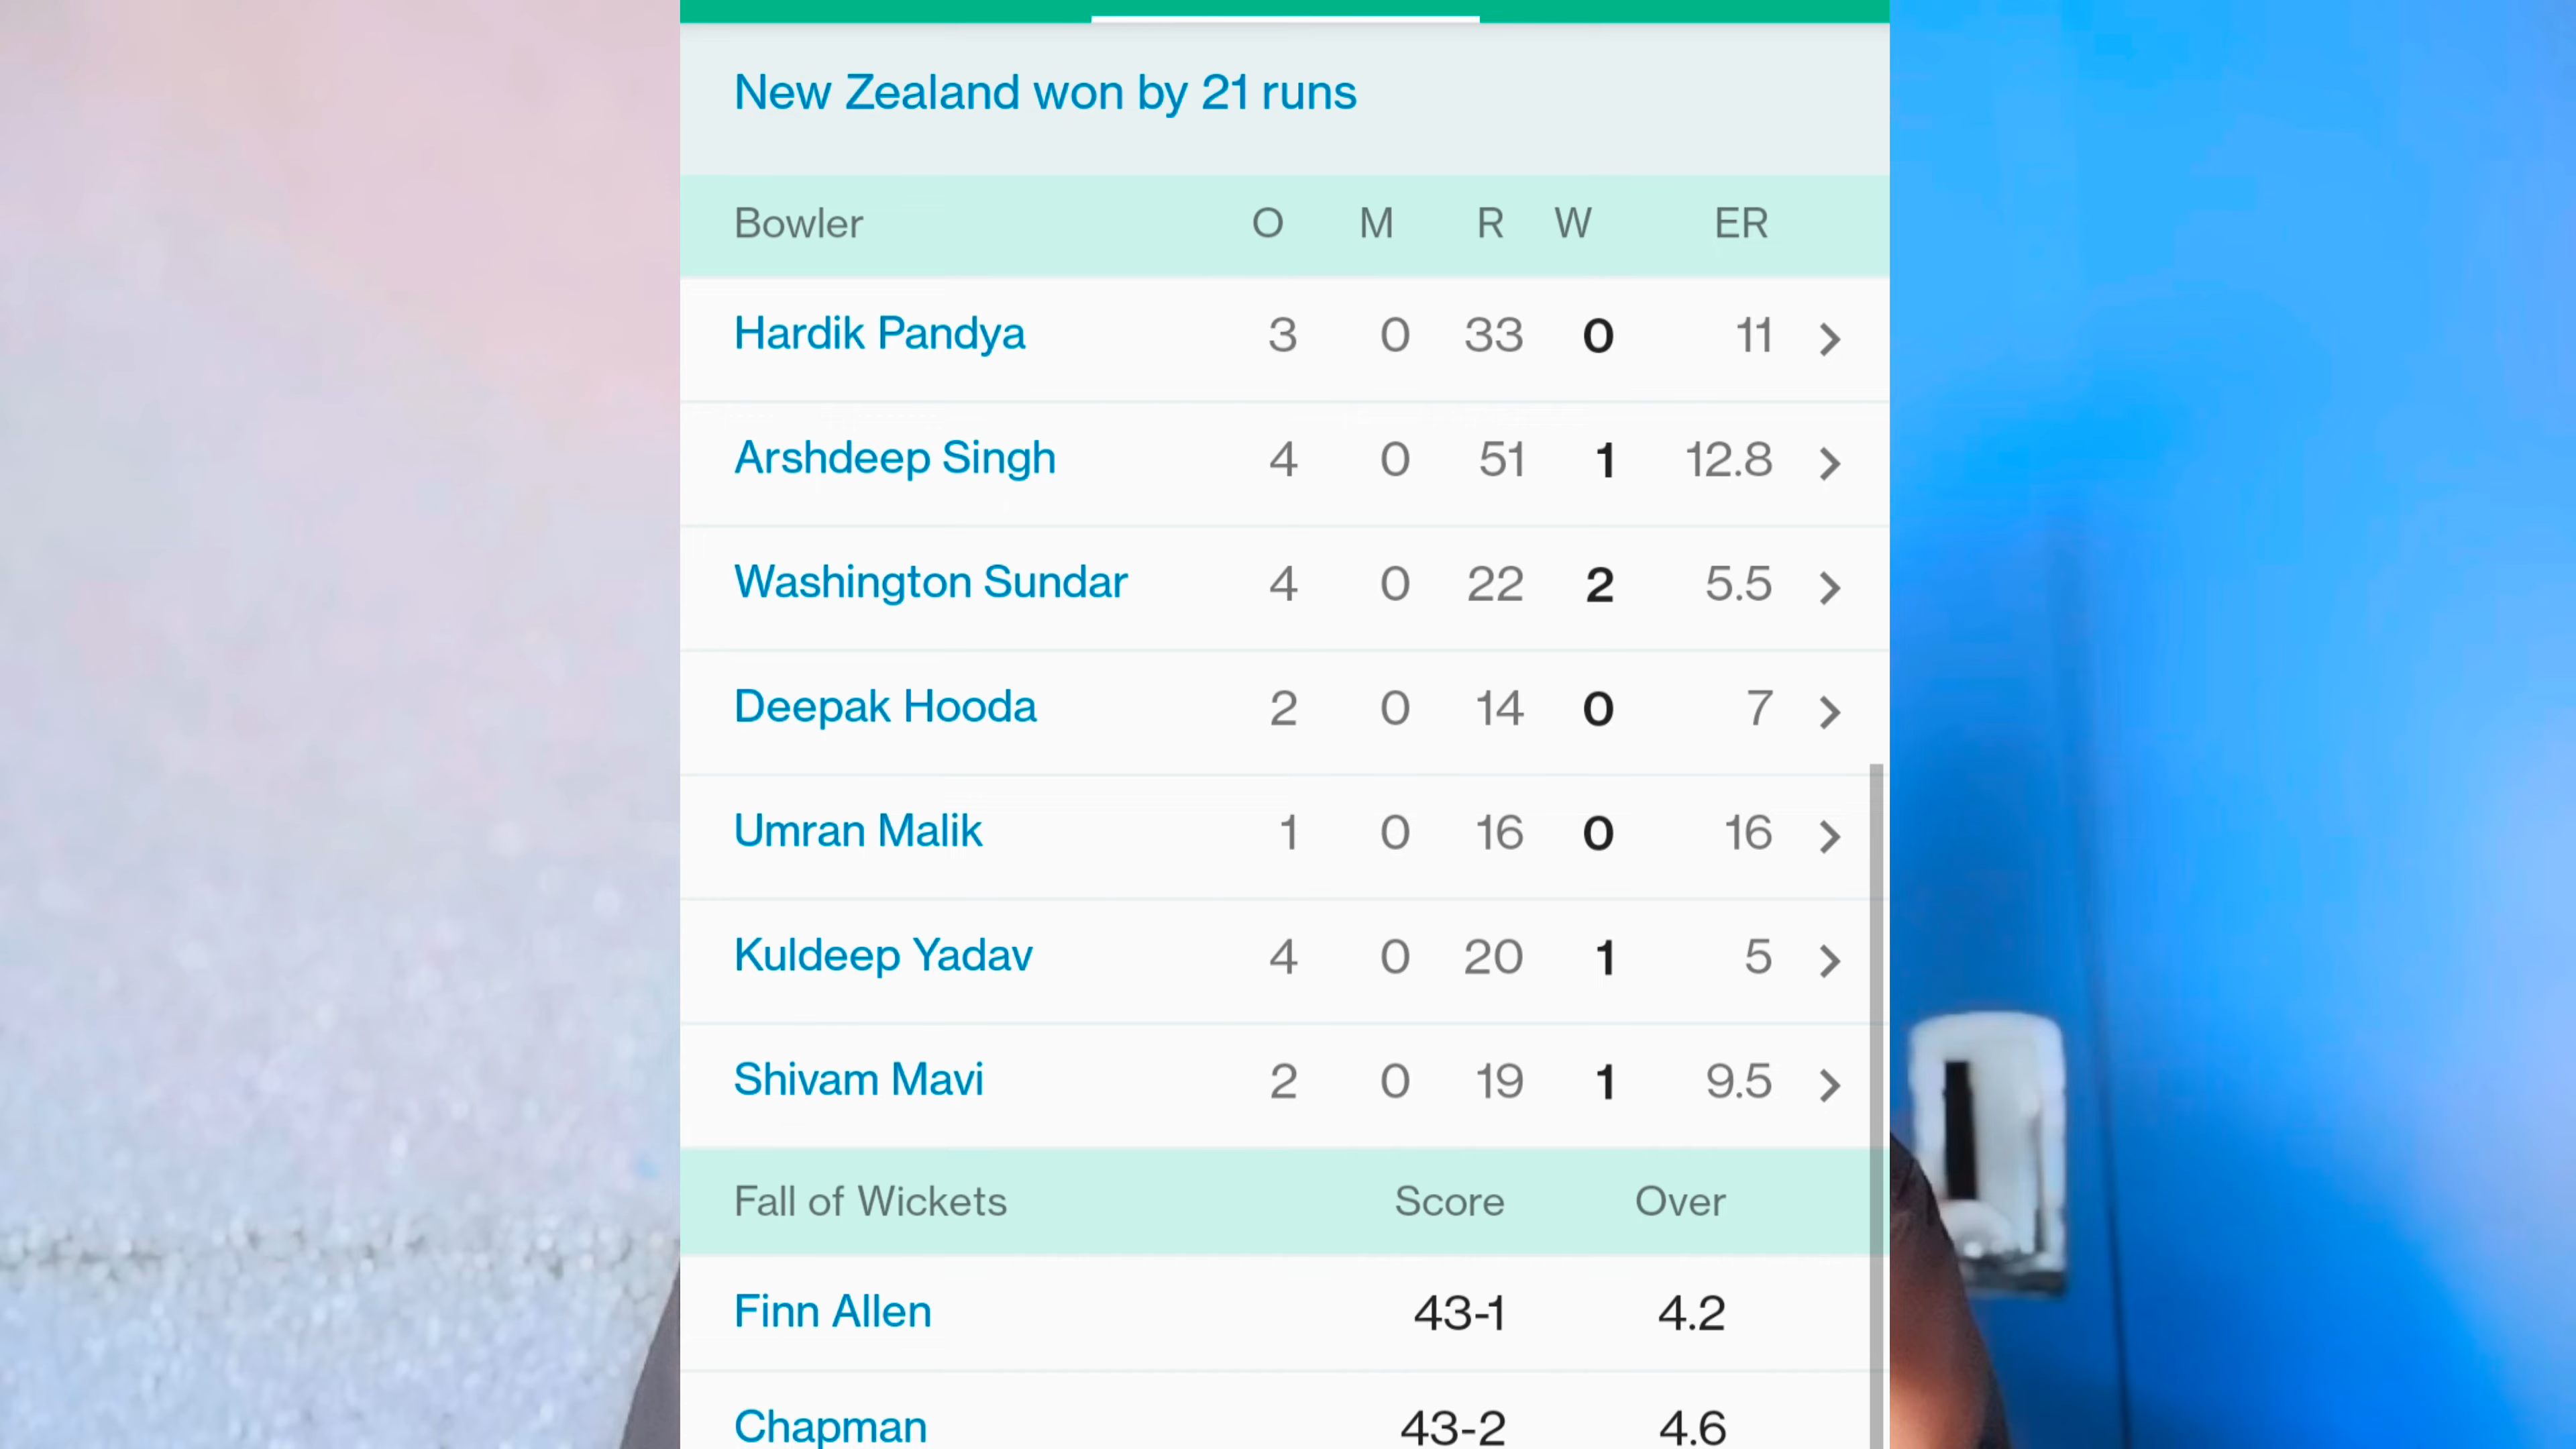 New Zealand won by 21 runs
Bowler O M R W ER
Hardik Pandya 3 0 33 0 11
Arshdeep Singh 4 0 51 1 12.8
Washington Sundar 4 0 22 2 5.5
Deepak Hooda 2 0 14 0 7
Umran Malik 1 0 16 0 16
Kuldeep Yadav 4 0 20 1 5
Shivam Mavi 2 0 19 1 9.5
Fall of Wickets Score Over
Finn Allen 43-1 4.2
Chapman 43-2 4.6